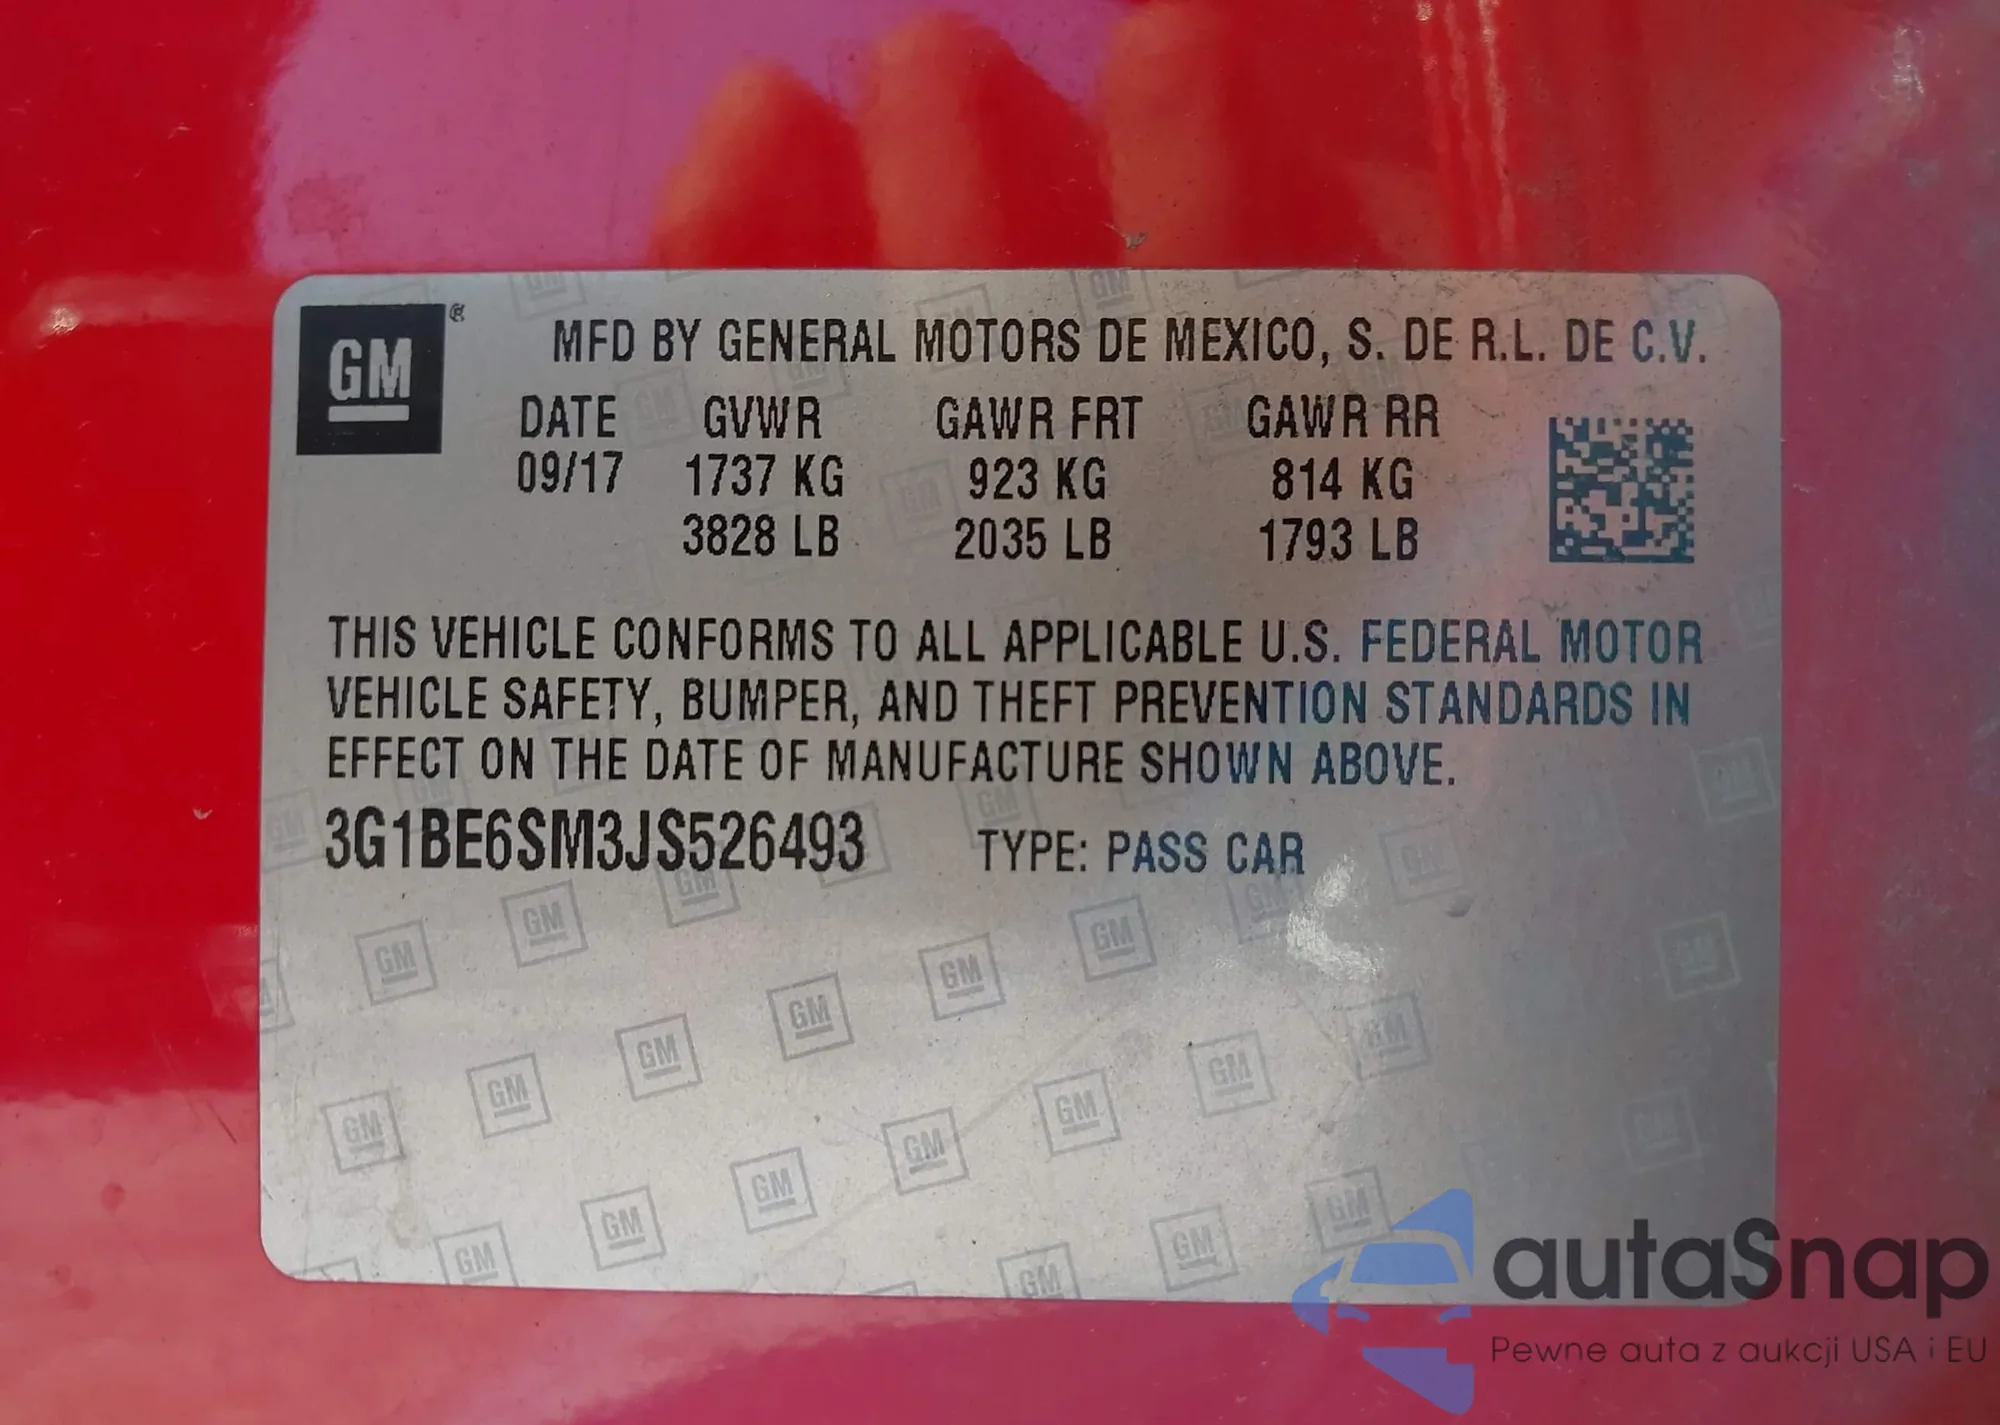 GM ®
MFD BY GENERAL MOTORS DE MEXICO, S. DE R.L. DE C.V.
DATE GVWR GAWR FRT GAWR RR
09/17 1737 KG 923 KG 814 KG
3828 LB 2035 LB 1793 LB
THIS VEHICLE CONFORMS TO ALL APPLICABLE U.S. FEDERAL MOTOR
VEHICLE SAFETY, BUMPER, AND THEFT PREVENTION STANDARDS IN
EFFECT ON THE DATE OF MANUFACTURE SHOWN ABOVE.
3G1BE6SM3JS526493 TYPE: PASS CAR
autaSnap
Pewne auta z aukcji USA i EU